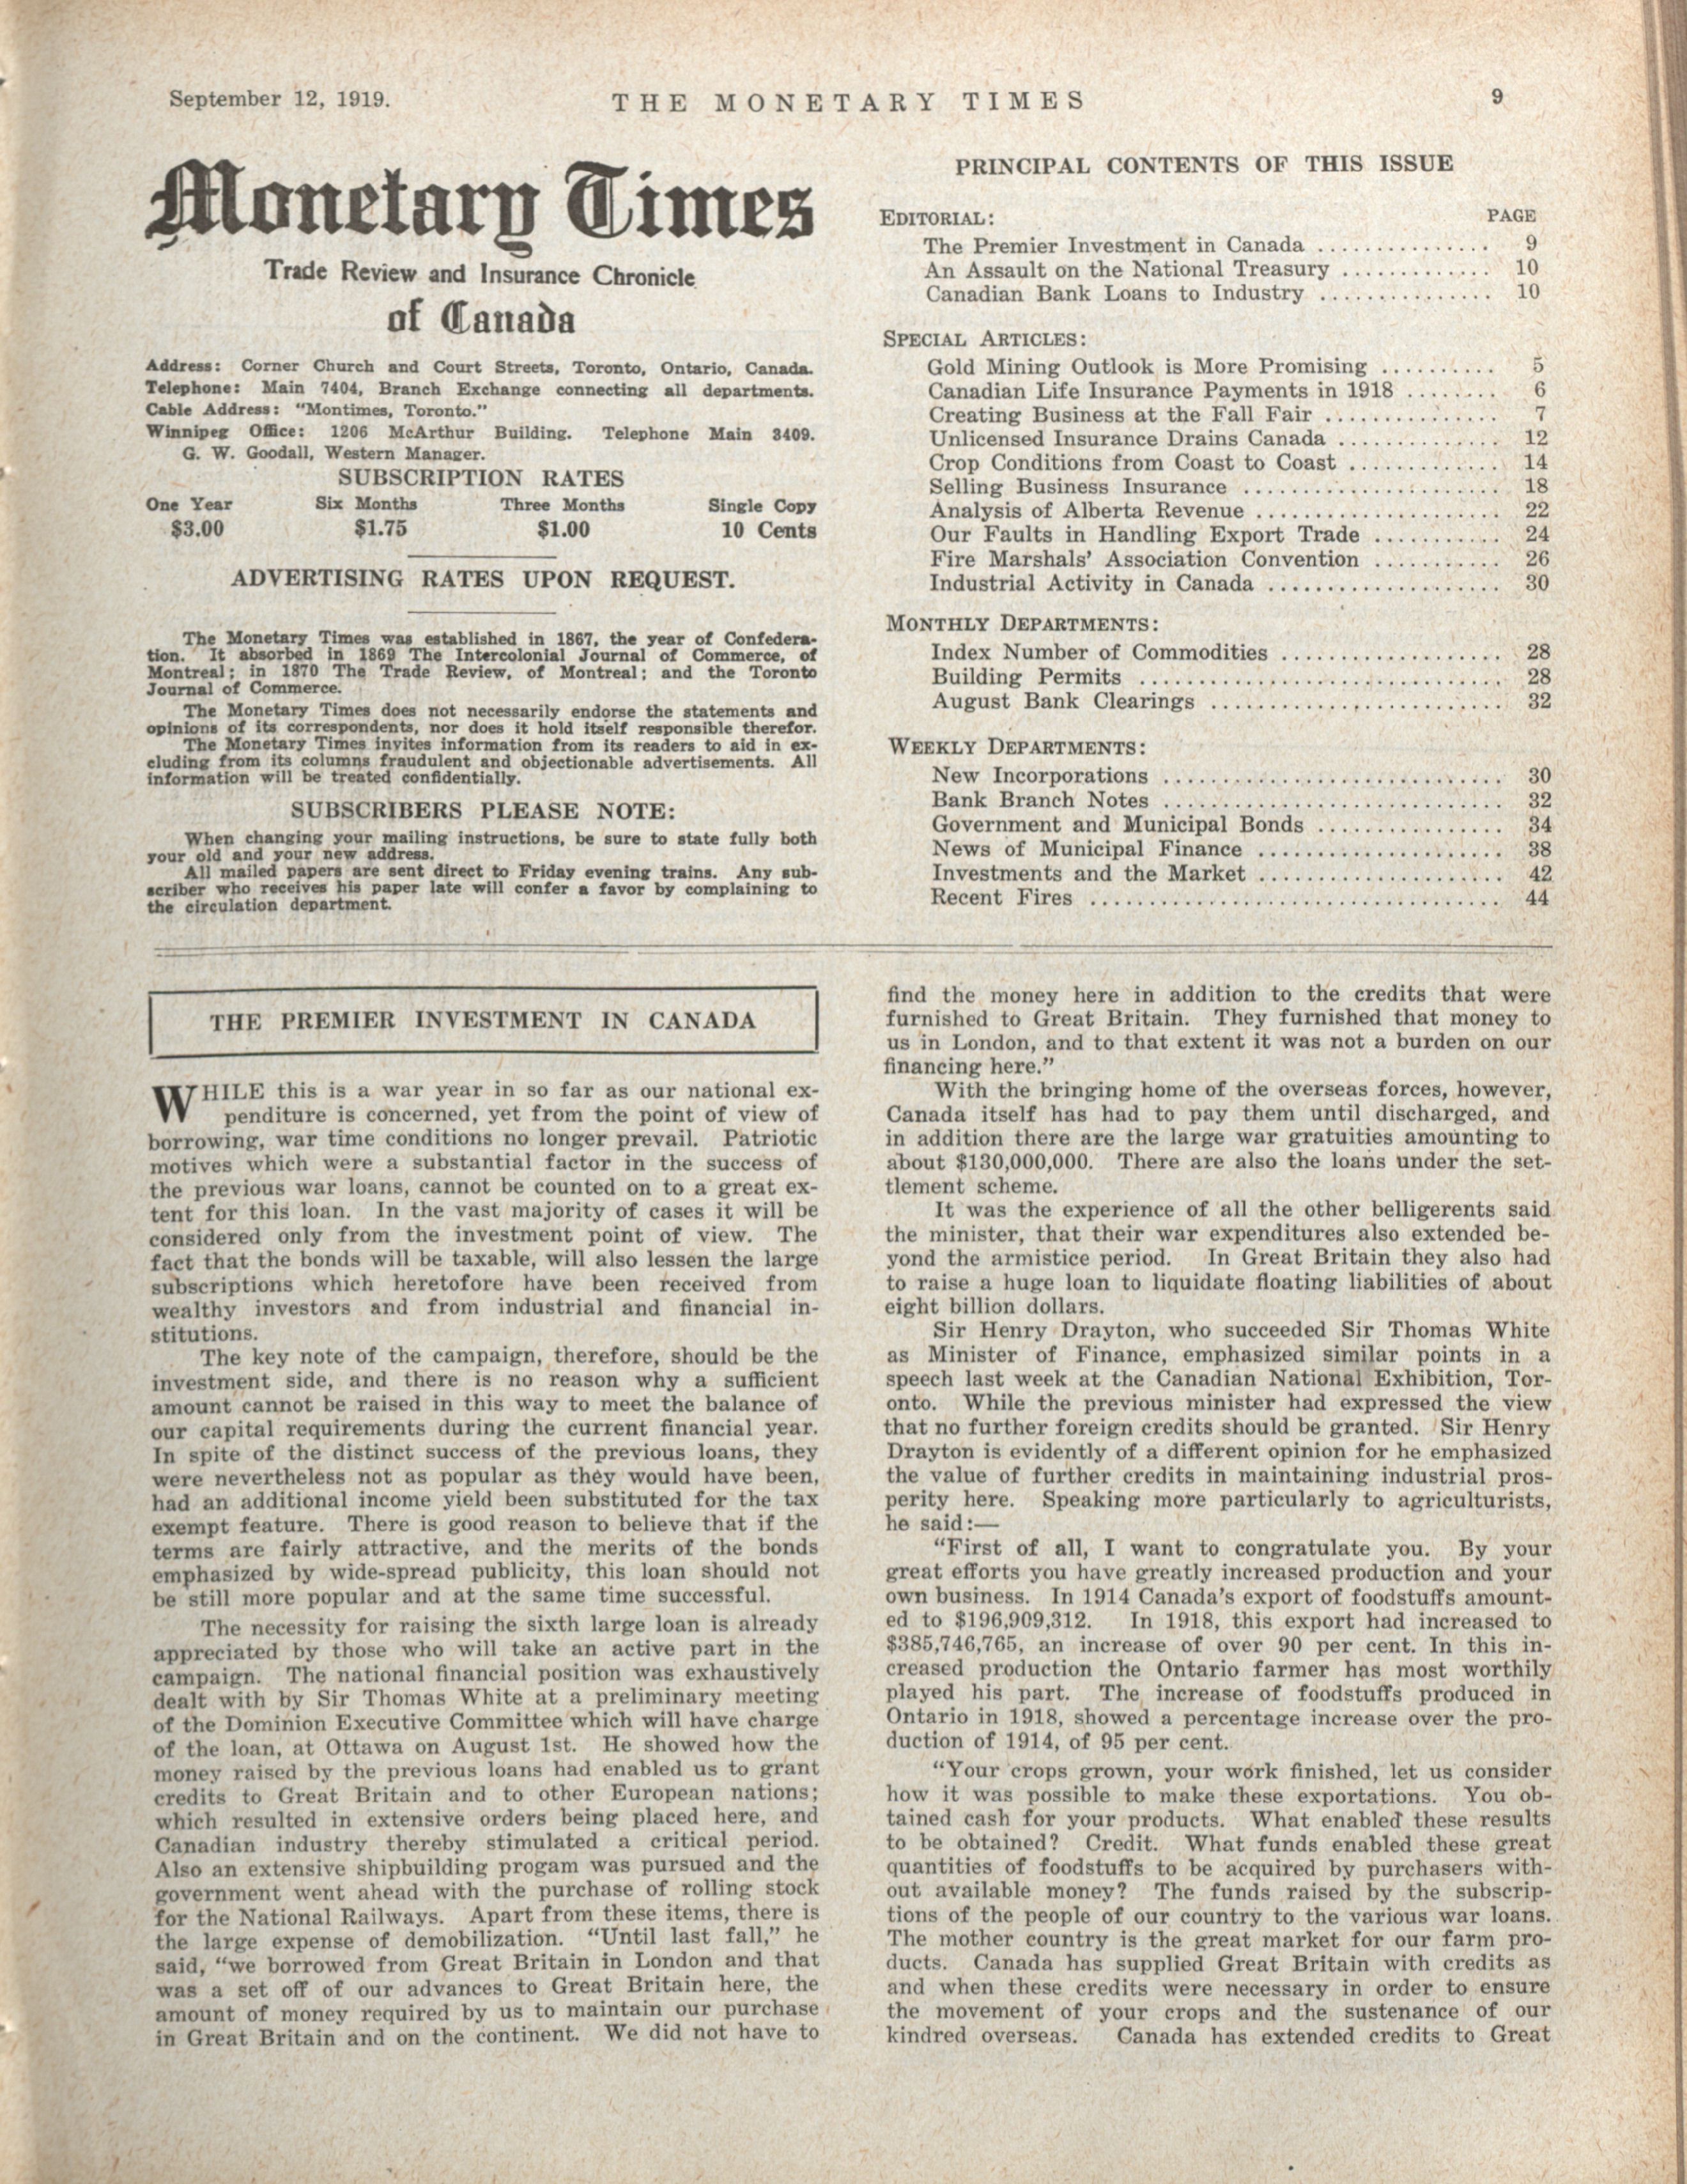 September 12, 1919.
THE MONETARY TIMES
9
Monetary Times
Trade Review and Insurance Chronicle
of Canada
Address: Corner Church and Court Streets, Toronto, Ontario, Canada.
Telephone: Main 7404, Branch Exchange connecting all departments.
Cable Address: "Montimes, Toronto."
Winnipeg Office: 1206 McArthur Building. Telephone Main 3409.
G. W. Goodall, Western Manager.
SUBSCRIPTION RATES
One Year Six Months Three Months Single Copy
$3.00 $1.75 $1.00 10 Cents
ADVERTISING RATES UPON REQUEST.
The Monetary Times was established in 1867, the year of Confedera-
tion. It absorbed in 1869 The Intercolonial Journal of Commerce, of
Montreal; in 1870 The Trade Review, of Montreal; and the Toronto
Journal of Commerce.
The Monetary Times does not necessarily endorse the statements and
opinions of its correspondents, nor does it hold itself responsible therefor.
The Monetary Times invites information from its readers to aid in ex-
cluding from its columns fraudulent and objectionable advertisements. All
information will be treated confidentially.
SUBSCRIBERS PLEASE NOTE:
When changing your mailing instructions, be sure to state fully both
your old and your new address.
All mailed papers are sent direct to Friday evening trains. Any sub-
scriber who receives his paper late will confer a favor by complaining to
the circulation department.
PRINCIPAL CONTENTS OF THIS ISSUE
EDITORIAL: PAGE
The Premier Investment in Canada ............... 9
An Assault on the National Treasury ............. 10
Canadian Bank Loans to Industry ............... 10
SPECIAL ARTICLES:
Gold Mining Outlook is More Promising .......... 5
Canadian Life Insurance Payments in 1918 ........ 6
Creating Business at the Fall Fair ............... 7
Unlicensed Insurance Drains Canada .............. 12
Crop Conditions from Coast to Coast ............. 14
Selling Business Insurance ...................... 18
Analysis of Alberta Revenue ..................... 22
Our Faults in Handling Export Trade ........... 24
Fire Marshals' Association Convention ........... 26
Industrial Activity in Canada .................... 30
MONTHLY DEPARTMENTS:
Index Number of Commodities ................... 28
Building Permits ............................... 28
August Bank Clearings ......................... 32
WEEKLY DEPARTMENTS:
New Incorporations ............................. 30
Bank Branch Notes ............................. 32
Government and Municipal Bonds ................ 34
News of Municipal Finance ..................... 38
Investments and the Market ..................... 42
Recent Fires ................................... 44
THE PREMIER INVESTMENT IN CANADA
WHILE this is a war year in so far as our national ex-
penditure is concerned, yet from the point of view of
borrowing, war time conditions no longer prevail. Patriotic
motives which were a substantial factor in the success of
the previous war loans, cannot be counted on to a great ex-
tent for this loan. In the vast majority of cases it will be
considered only from the investment point of view. The
fact that the bonds will be taxable, will also lessen the large
subscriptions which heretofore have been received from
wealthy investors and from industrial and financial in-
stitutions.
The key note of the campaign, therefore, should be the
investment side, and there is no reason why a sufficient
amount cannot be raised in this way to meet the balance of
our capital requirements during the current financial year.
In spite of the distinct success of the previous loans, they
were nevertheless not as popular as they would have been,
had an additional income yield been substituted for the tax
exempt feature. There is good reason to believe that if the
terms are fairly attractive, and the merits of the bonds
emphasized by wide-spread publicity, this loan should not
be still more popular and at the same time successful.
The necessity for raising the sixth large loan is already
appreciated by those who will take an active part in the
campaign. The national financial position was exhaustively
dealt with by Sir Thomas White at a preliminary meeting
of the Dominion Executive Committee which will have charge
of the loan, at Ottawa on August 1st. He showed how the
money raised by the previous loans had enabled us to grant
credits to Great Britain and to other European nations;
which resulted in extensive orders being placed here, and
Canadian industry thereby stimulated a critical period.
Also an extensive shipbuilding progam was pursued and the
government went ahead with the purchase of rolling stock
for the National Railways. Apart from these items, there is
the large expense of demobilization. "Until last fall," he
said, "we borrowed from Great Britain in London and that
was a set off of our advances to Great Britain here, the
amount of money required by us to maintain our purchase
in Great Britain and on the continent. We did not have to
find the money here in addition to the credits that were
furnished to Great Britain. They furnished that money to
us in London, and to that extent it was not a burden on our
financing here."
With the bringing home of the overseas forces, however,
Canada itself has had to pay them until discharged, and
in addition there are the large war gratuities amounting to
about $130,000,000. There are also the loans under the set-
tlement scheme.
It was the experience of all the other belligerents said
the minister, that their war expenditures also extended be-
yond the armistice period. In Great Britain they also had
to raise a huge loan to liquidate floating liabilities of about
eight billion dollars.
Sir Henry Drayton, who succeeded Sir Thomas White
as Minister of Finance, emphasized similar points in a
speech last week at the Canadian National Exhibition, Tor-
onto. While the previous minister had expressed the view
that no further foreign credits should be granted. Sir Henry
Drayton is evidently of a different opinion for he emphasized
the value of further credits in maintaining industrial pros-
perity here. Speaking more particularly to agriculturists,
he said:—
"First of all, I want to congratulate you. By your
great efforts you have greatly increased production and your
own business. In 1914 Canada's export of foodstuffs amount-
ed to $196,909,312. In 1918, this export had increased to
$385,746,765, an increase of over 90 per cent. In this in-
creased production the Ontario farmer has most worthily
played his part. The increase of foodstuffs produced in
Ontario in 1918, showed a percentage increase over the pro-
duction of 1914, of 95 per cent.
"Your crops grown, your work finished, let us consider
how it was possible to make these exportations. You ob-
tained cash for your products. What enabled these results
to be obtained? Credit. What funds enabled these great
quantities of foodstuffs to be acquired by purchasers with-
out available money? The funds raised by the subscrip-
tions of the people of our country to the various war loans.
The mother country is the great market for our farm pro-
ducts. Canada has supplied Great Britain with credits as
and when these credits were necessary in order to ensure
the movement of your crops and the sustenance of our
kindred overseas. Canada has extended credits to Great